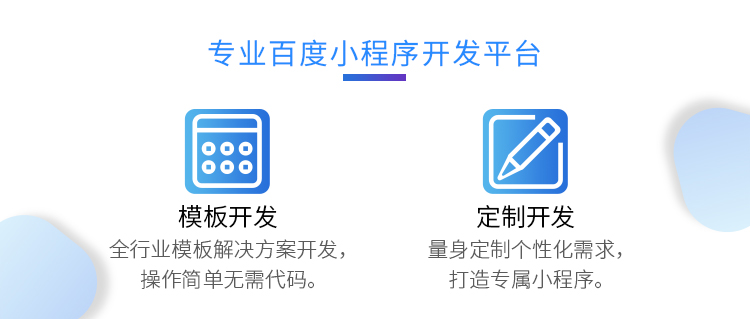 专业百度小程序开发平台
模板开发
全行业模板解决方案开发，
操作简单无需代码。
定制开发
量身定制个性化需求，
打造专属小程序。